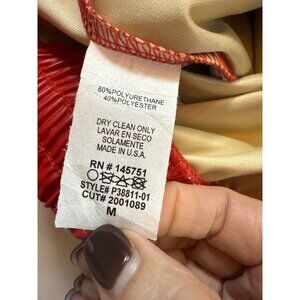 60%POLYURETHANE
40%POLYESTER
DRY CLEAN ONLY
LAVAR EN SECO
SOLAMENTE
MADE IN U.S.A.
RN # 145751
STYLE# P38811-01
CUT# 2001089
M